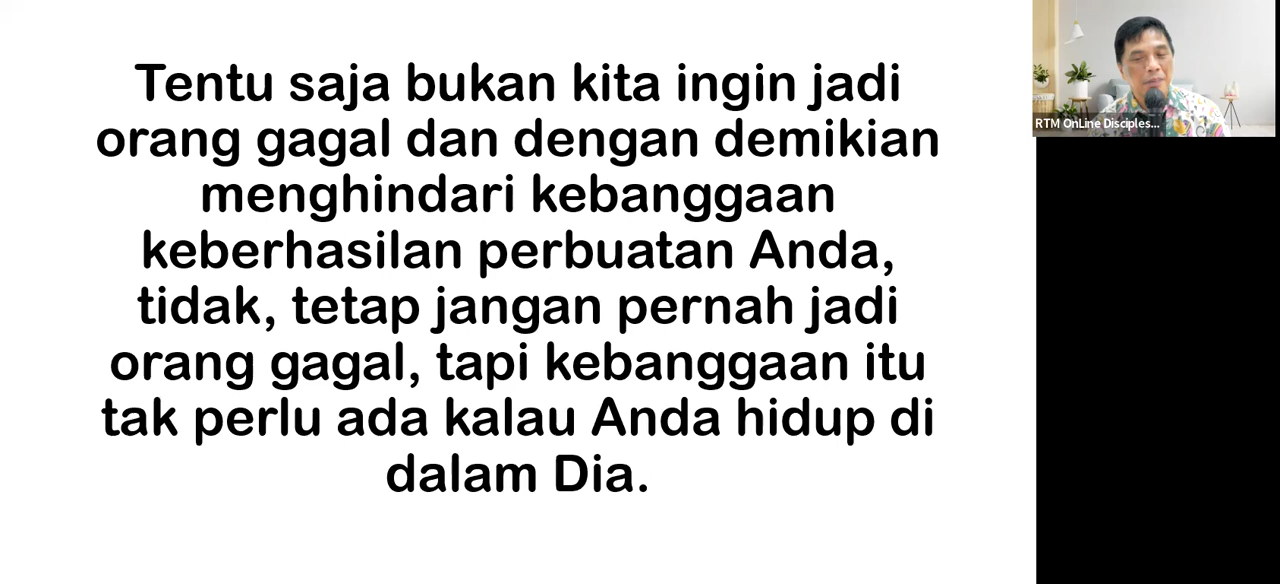 Tentu saja bukan kita ingin jadi
orang gagal dan dengan demikian
menghindari kebanggaan
keberhasilan perbuatan Anda,
tidak, tetap jangan pernah jadi
orang gagal, tapi kebanggaan itu
tak perlu ada kalau Anda hidup di
dalam Dia.
RTM OnLine Disciples...